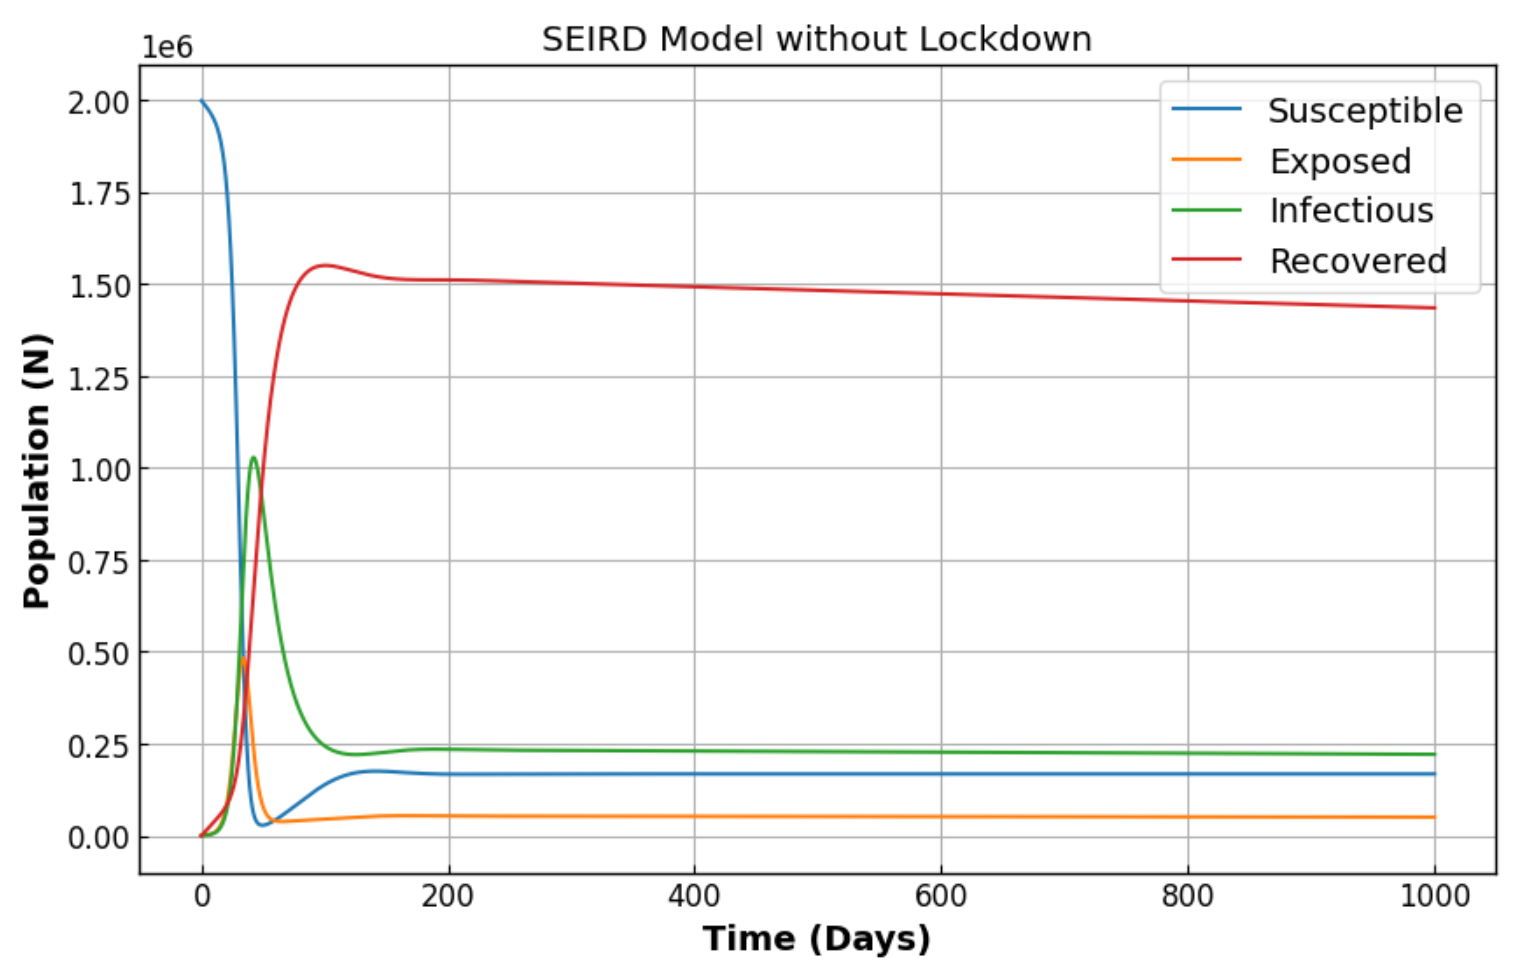 SEIRD Model without Lockdown
1e6
2.00
1.75
1.50
1.25
1.00
0.75
0.50
0.25
0.00
Population (N)
Susceptible
Exposed
Infectious
Recovered
0 200 400 600 800 1000
Time (Days)